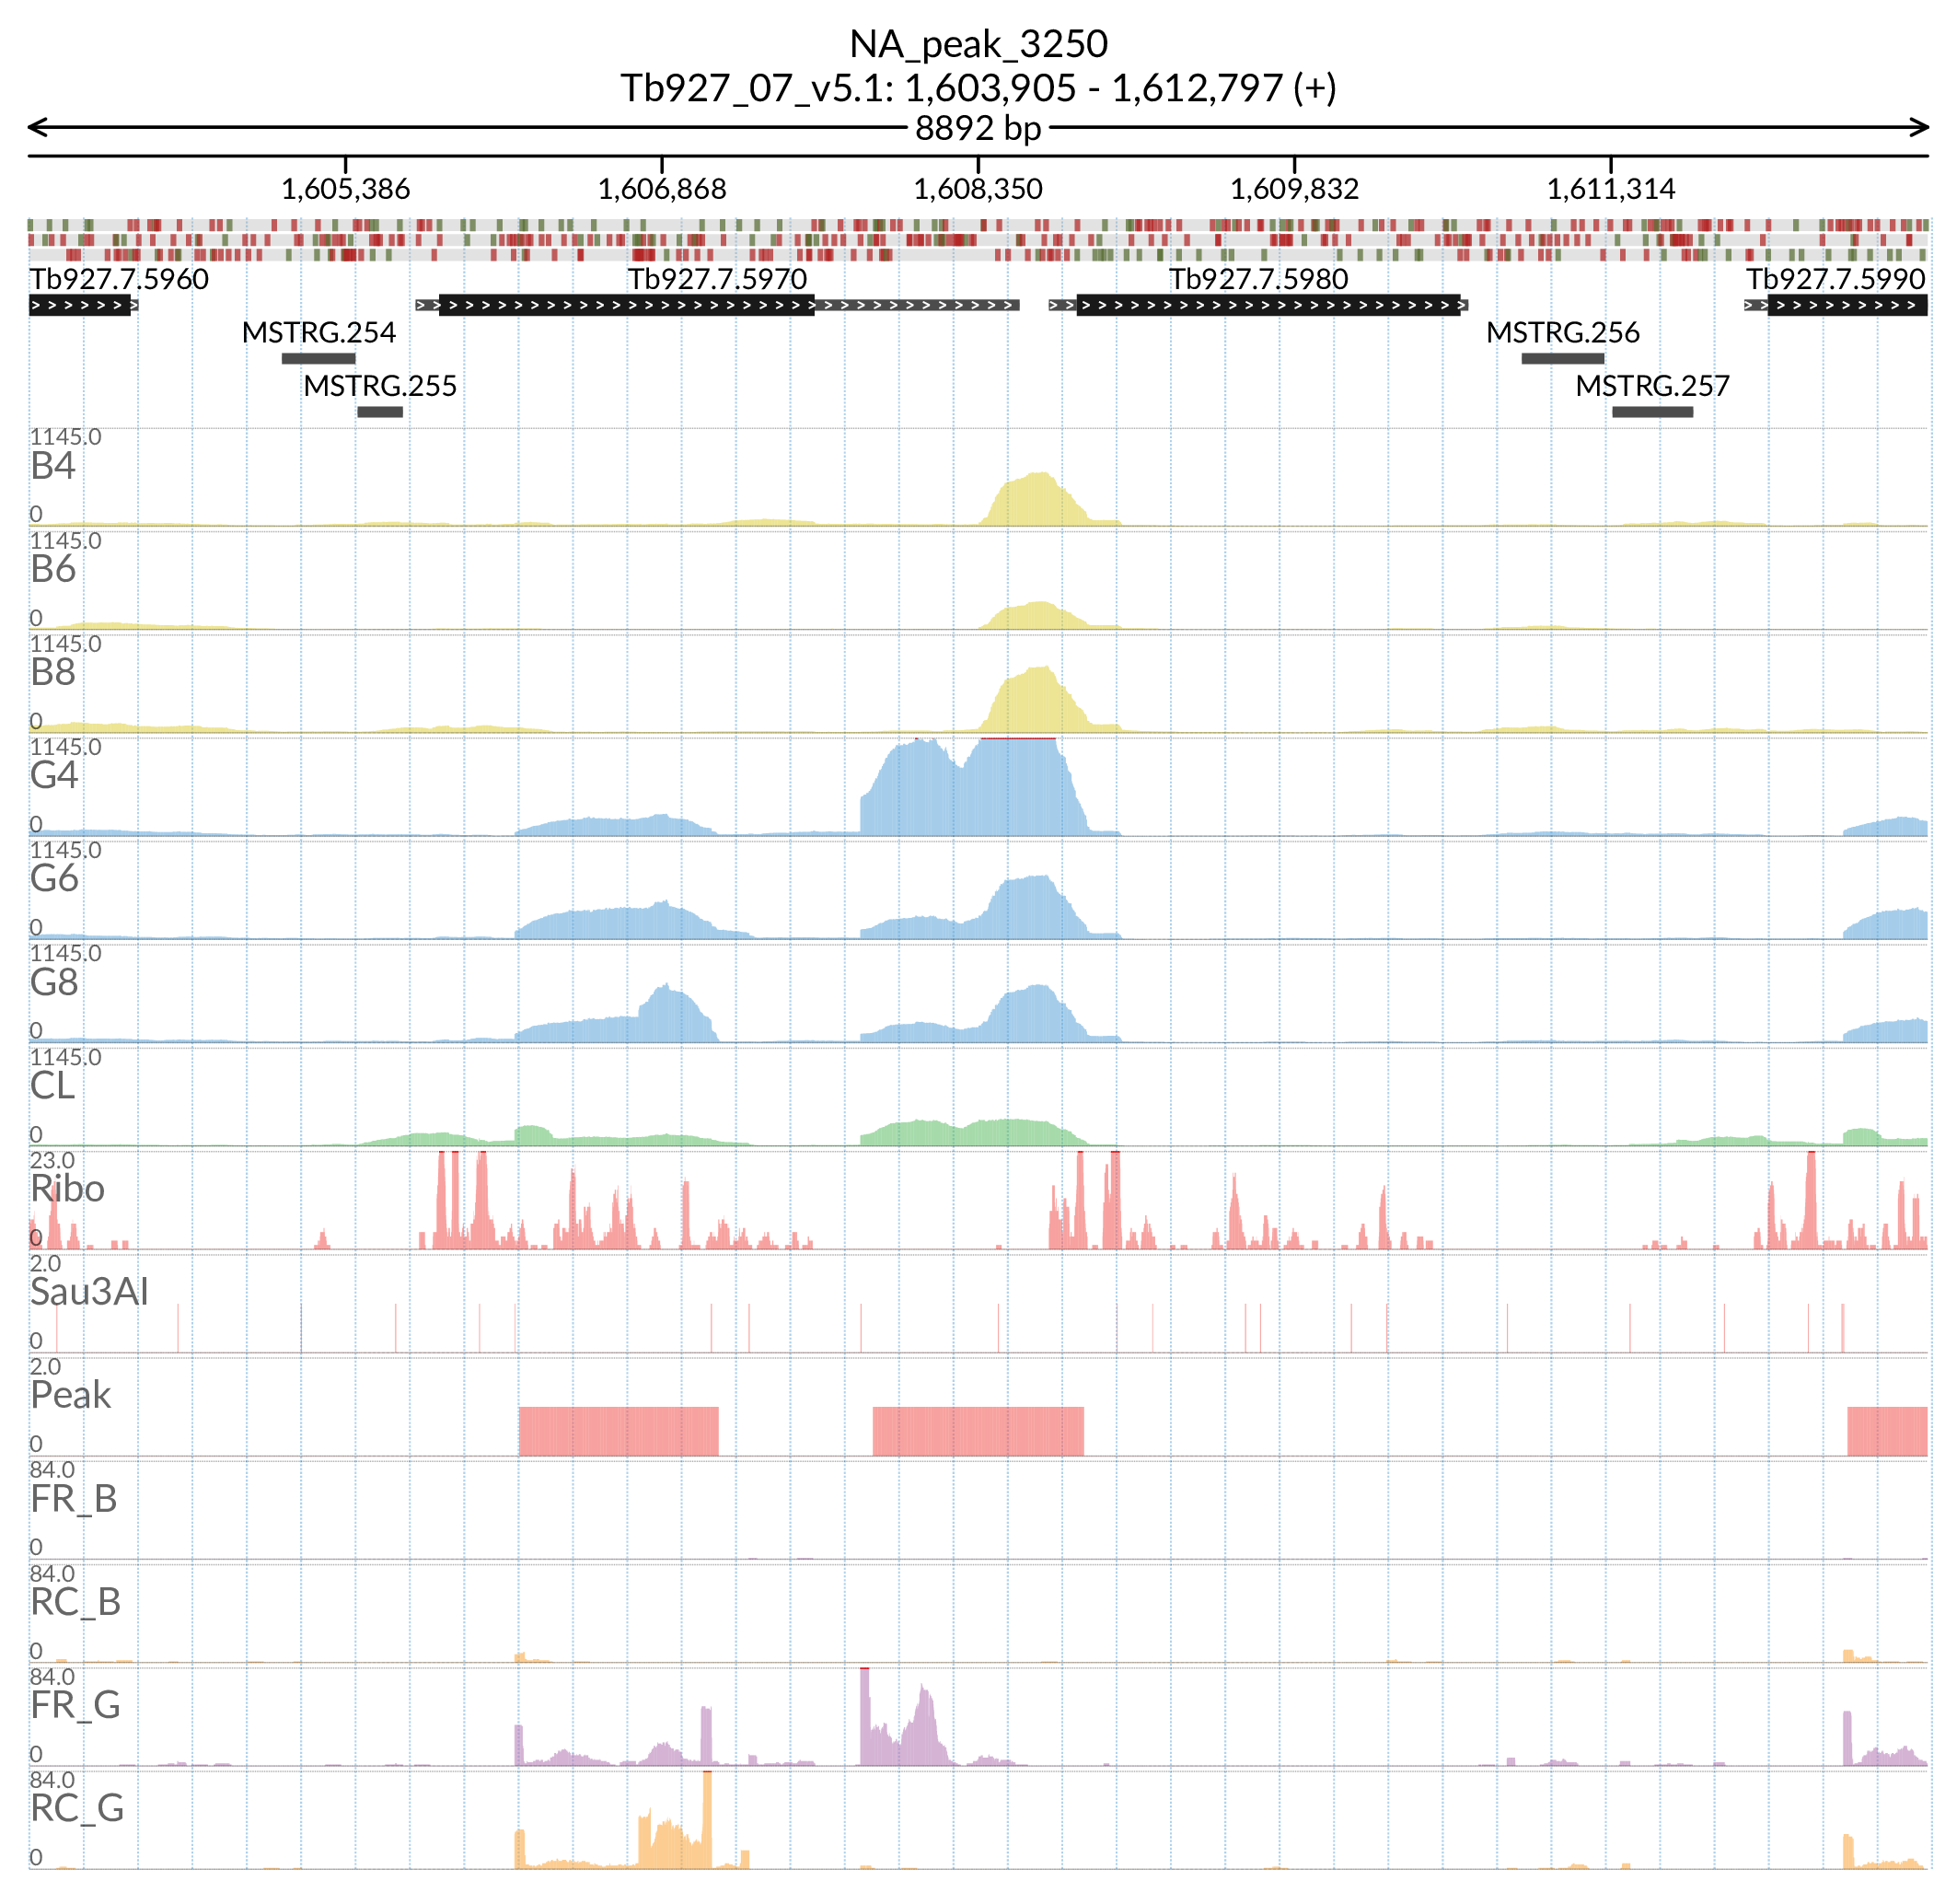 NA_peak_3250
Tb927_07_v5.1: 1,603,905 - 1,612,797 (+)
8892 bp
1,605,386 1,606,868 1,608,350 1,609,832 1,611,314
Tb927.7.5960 Tb927.7.5970 Tb927.7.5980 Tb927.7.5990
MSTRG.254 MSTRG.256
MSTRG.255 MSTRG.257
1145.0
B4
0
1145.0
B6
0
1145.0
B8
0
1145.0
G4
0
1145.0
G6
0
1145.0
G8
0
1145.0
CL
0
23.0
Ribo
0
2.0
Sau3AI
0
2.0
Peak
0
84.0
FR_B
0
84.0
RC_B
0
84.0
FR_G
0
84.0
RC_G
0